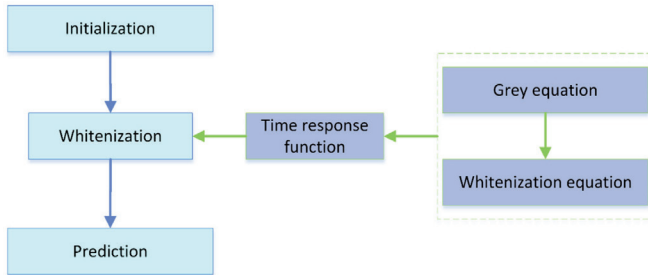 Initialization
Whitenization
Prediction
Time response
function
Grey equation
Whitenization equation